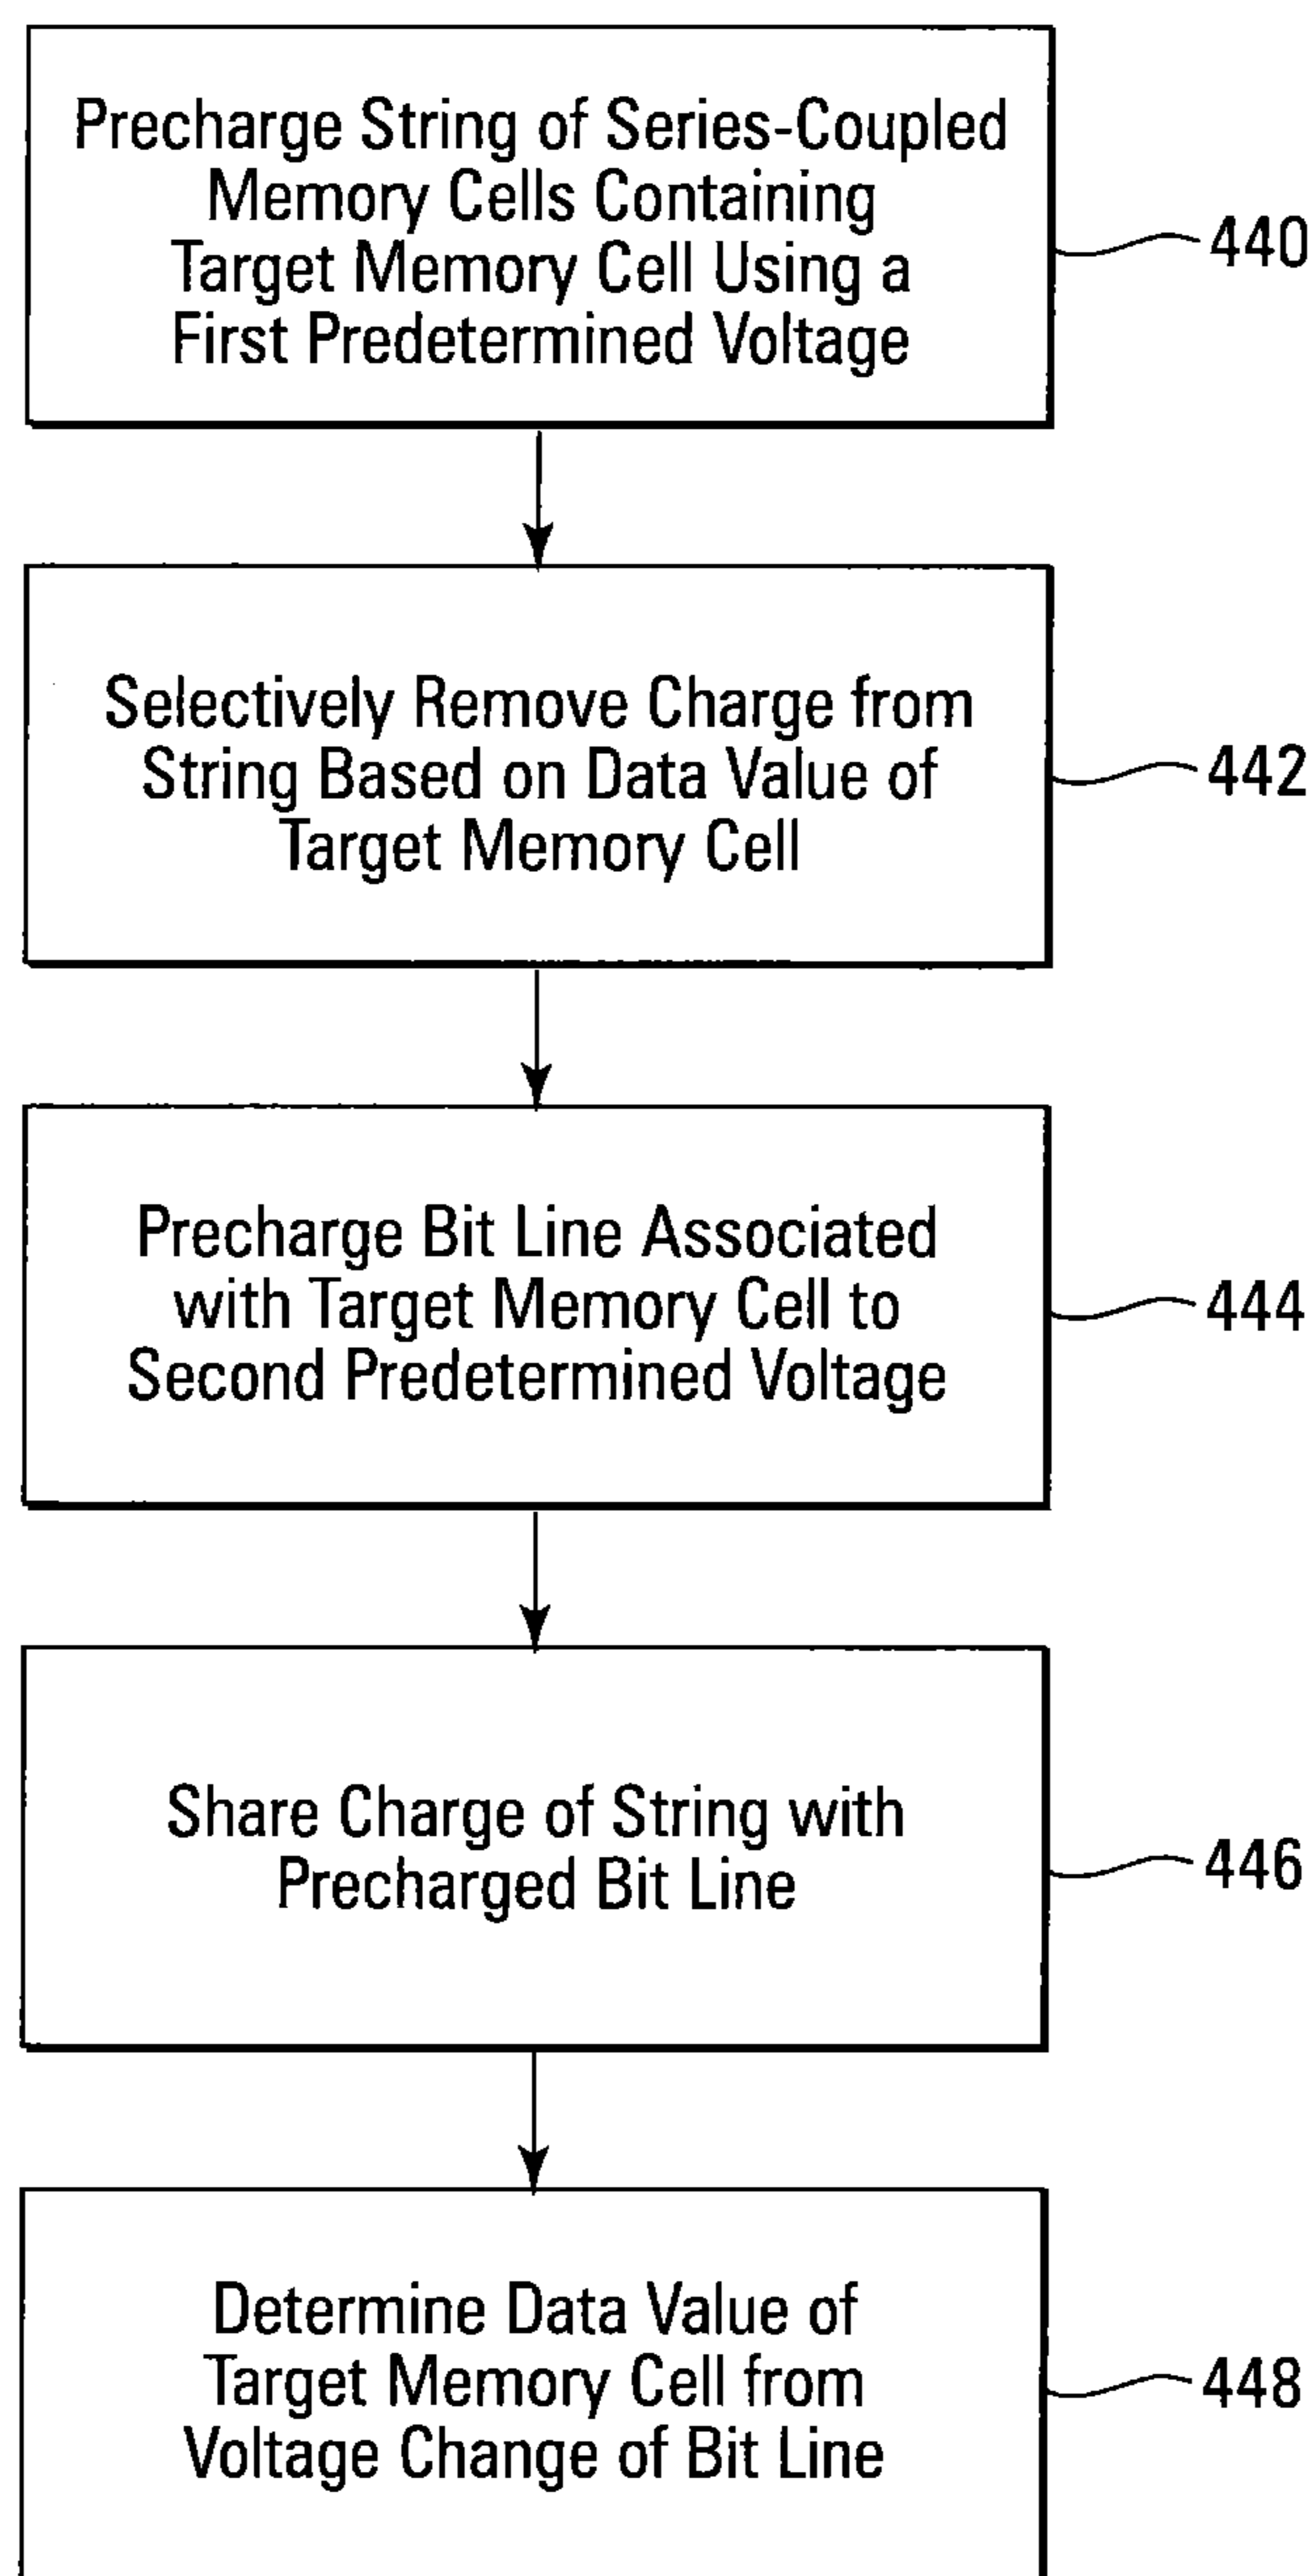 Precharge String of Series-Coupled
Memory Cells Containing
Target Memory Cell Using a
First Predetermined Voltage
440
Selectively Remove Charge from
String Based on Data Value of
Target Memory Cell
442
Precharge Bit Line Associated
with Target Memory Cell to
Second Predetermined Voltage
444
Share Charge of String with
Precharged Bit Line
446
Determine Data Value of
Target Memory Cell from
Voltage Change of Bit Line
448